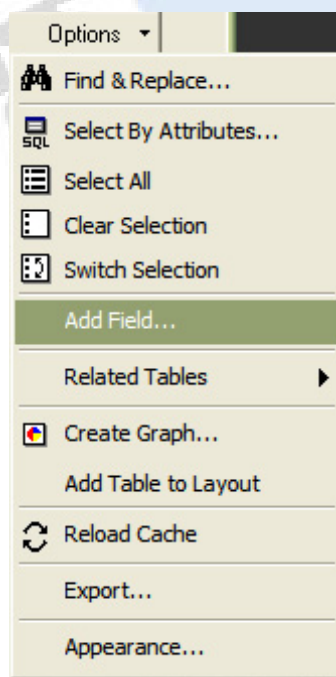 Options
Find & Replace...
SQL
Select By Attributes...
Select All
Clear Selection
Switch Selection
Add Field...
Related Tables
Create Graph...
Add Table to Layout
Reload Cache
Export...
Appearance...